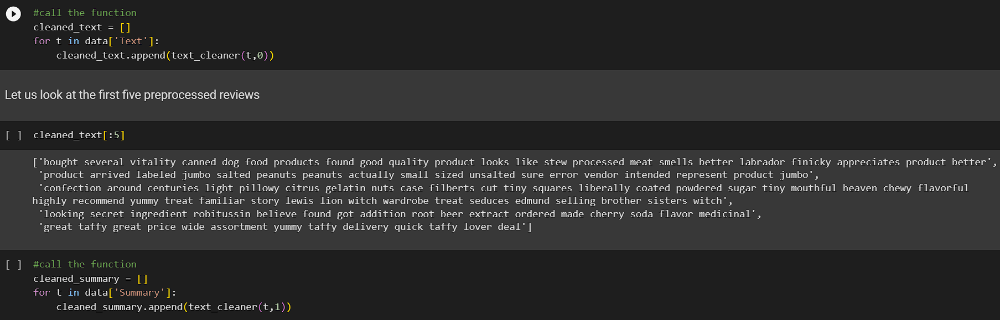 #call the function
cleaned_text = []
for t in data['Text']:
    cleaned_text.append(text_cleaner(t,0))
Let us look at the first five preprocessed reviews
[ ] cleaned_text[:5]
['bought several vitality canned dog food products found good quality product looks like stew processed meat smells better labrador finicky appreciates product better',
 'product arrived labeled jumbo salted peanuts peanuts actually small sized unsalted sure error vendor intended represent product jumbo',
 'confection around centuries light pillowy citrus gelatin nuts case filberts cut tiny squares liberally coated powdered sugar tiny mouthful heaven chewy flavorful
highly recommend yummy treat familiar story lewis lion witch wardrobe treat seduces edmund selling brother sisters witch',
 'looking secret ingredient robitussin believe found got addition root beer extract ordered made cherry soda flavor medicinal',
 'great taffy great price wide assortment yummy taffy delivery quick taffy lover deal']
[ ] #call the function
cleaned_summary = []
for t in data['Summary']:
    cleaned_summary.append(text_cleaner(t,1))